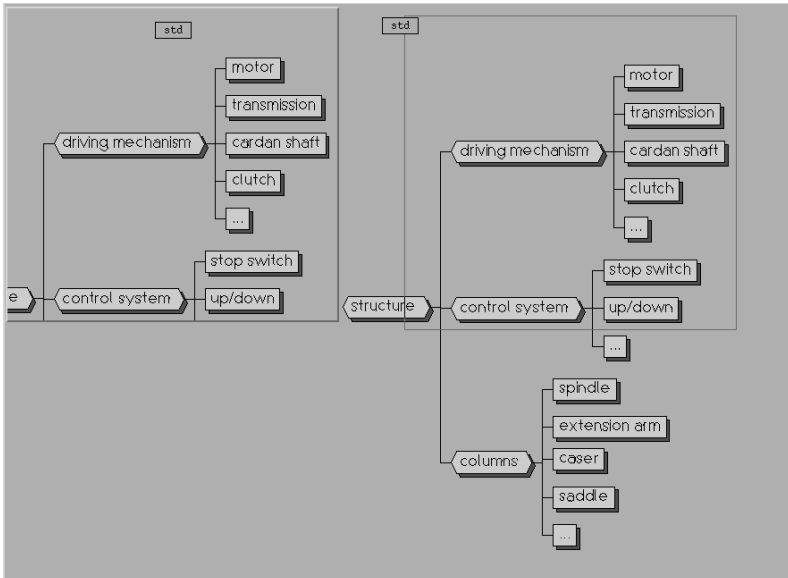 std
motor
transmission
driving mechanism
cardan shaft
clutch
...
stop switch
e
control system
up/down
std
motor
transmission
driving mechanism
cardan shaft
clutch
...
stop switch
structure
control system
up/down
...
spindle
extension arm
columns
caser
saddle
...